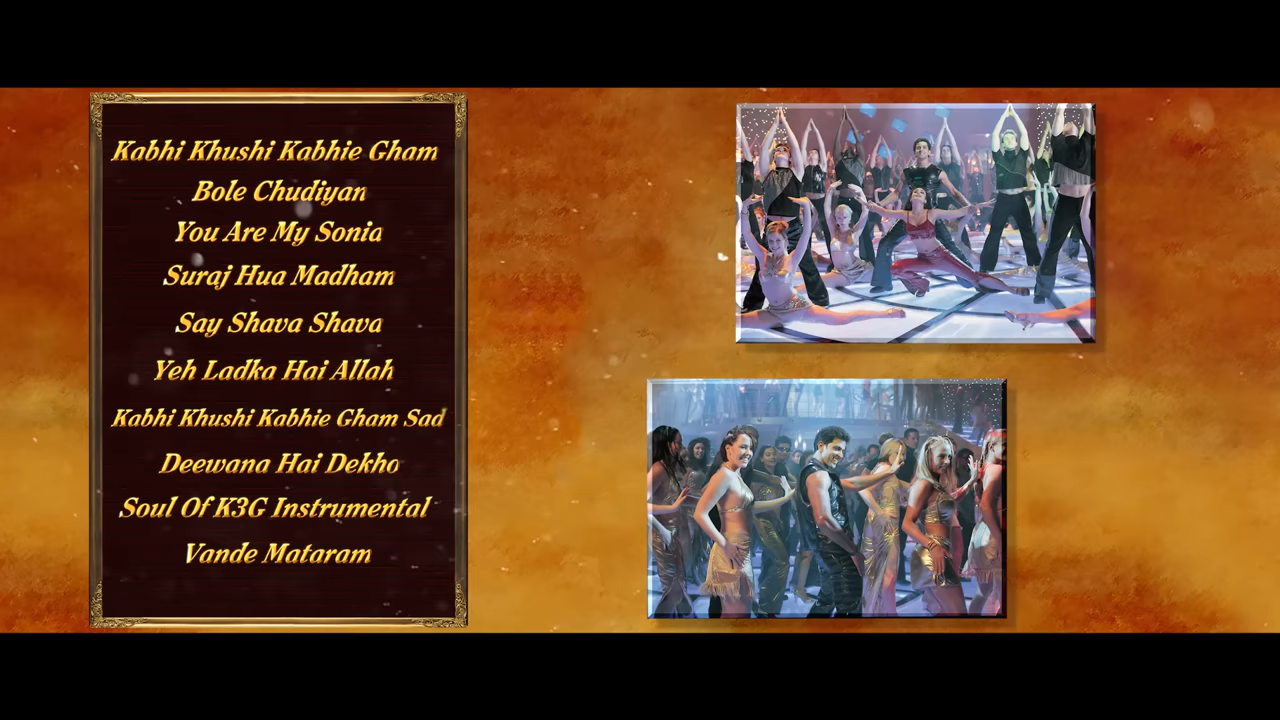 Kabhi Khushi Kabhie Gham
Bole Chudiyan
You Are My Sonia
Suraj Hua Madham
Say Shava Shava
Yeh Ladka Hai Allah
Kabhi Khushi Kabhie Gham Sad
Deewana Hai Dekho
Soul Of K3G Instrumental
Vande Mataram